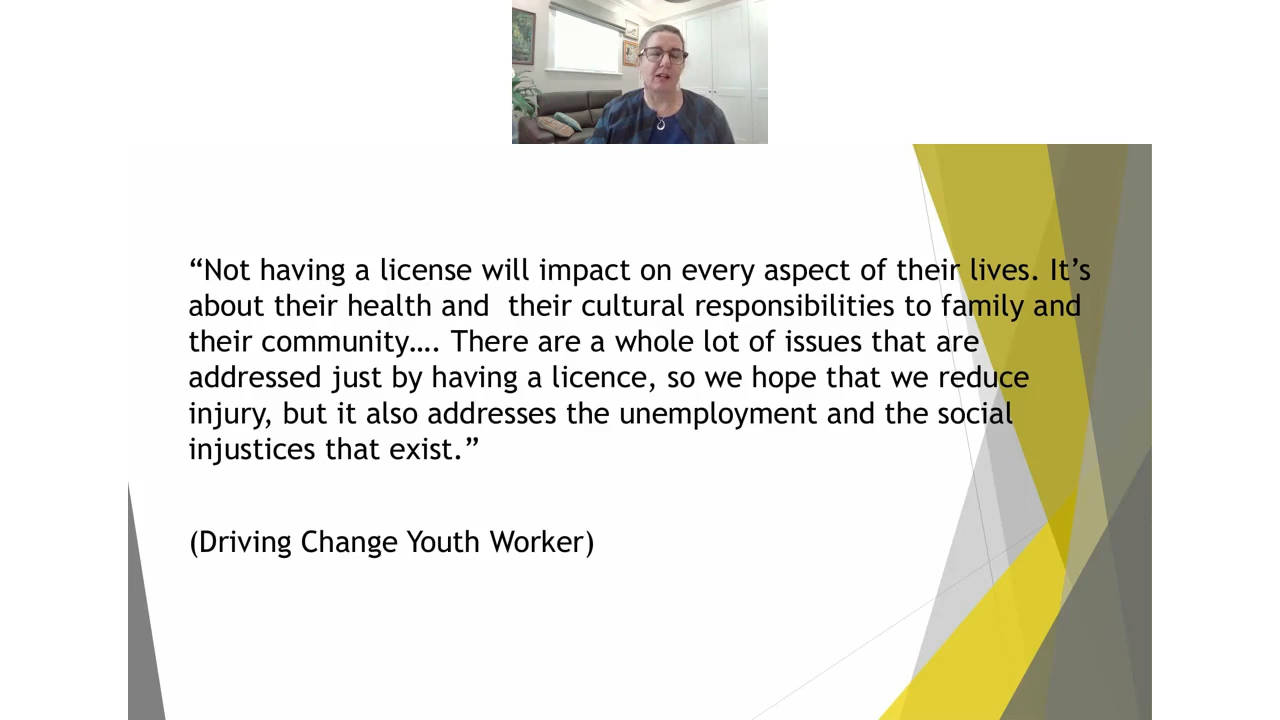 “Not having a license will impact on every aspect of their lives. It’s
about their health and  their cultural responsibilities to family and
their community…. There are a whole lot of issues that are
addressed just by having a licence, so we hope that we reduce
injury, but it also addresses the unemployment and the social
injustices that exist.”
(Driving Change Youth Worker)